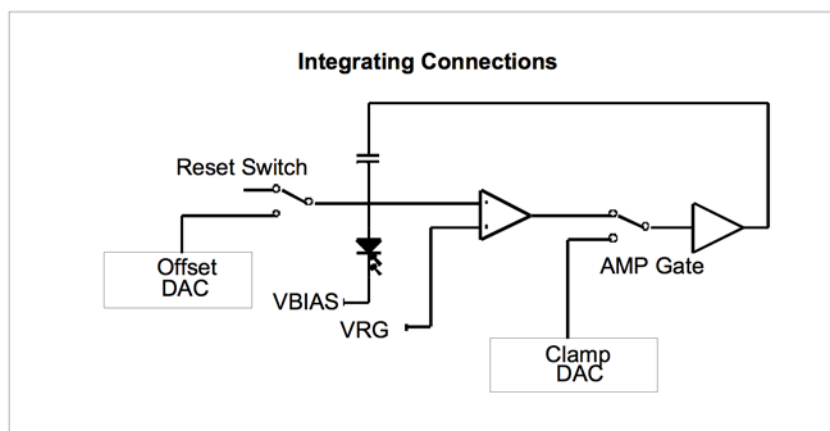 Integrating Connections
Reset Switch
Offset
DAC
VBIAS
VRG
AMP Gate
Clamp
DAC